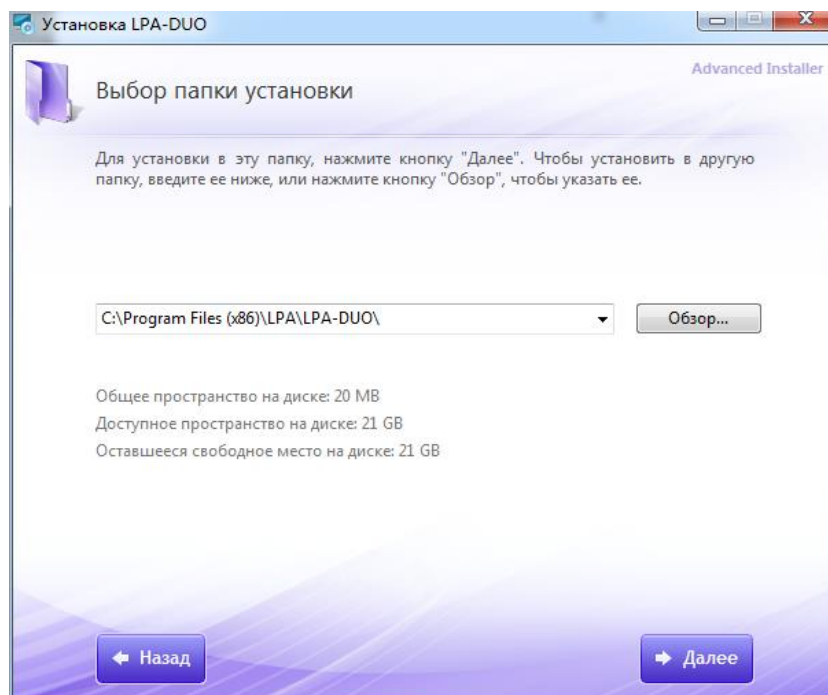 Установка LPA-DUO
Advanced Installer
Выбор папки установки
Для установки в эту папку, нажмите кнопку "Далее". Чтобы установить в другую
папку, введите ее ниже, или нажмите кнопку "Обзор", чтобы указать ее.
C:\Program Files (x86)\LPA\LPA-DUO\
Обзор...
Общее пространство на диске: 20 MB
Доступное пространство на диске: 21 GB
Оставшееся свободное место на диске: 21 GB
Назад
Далее